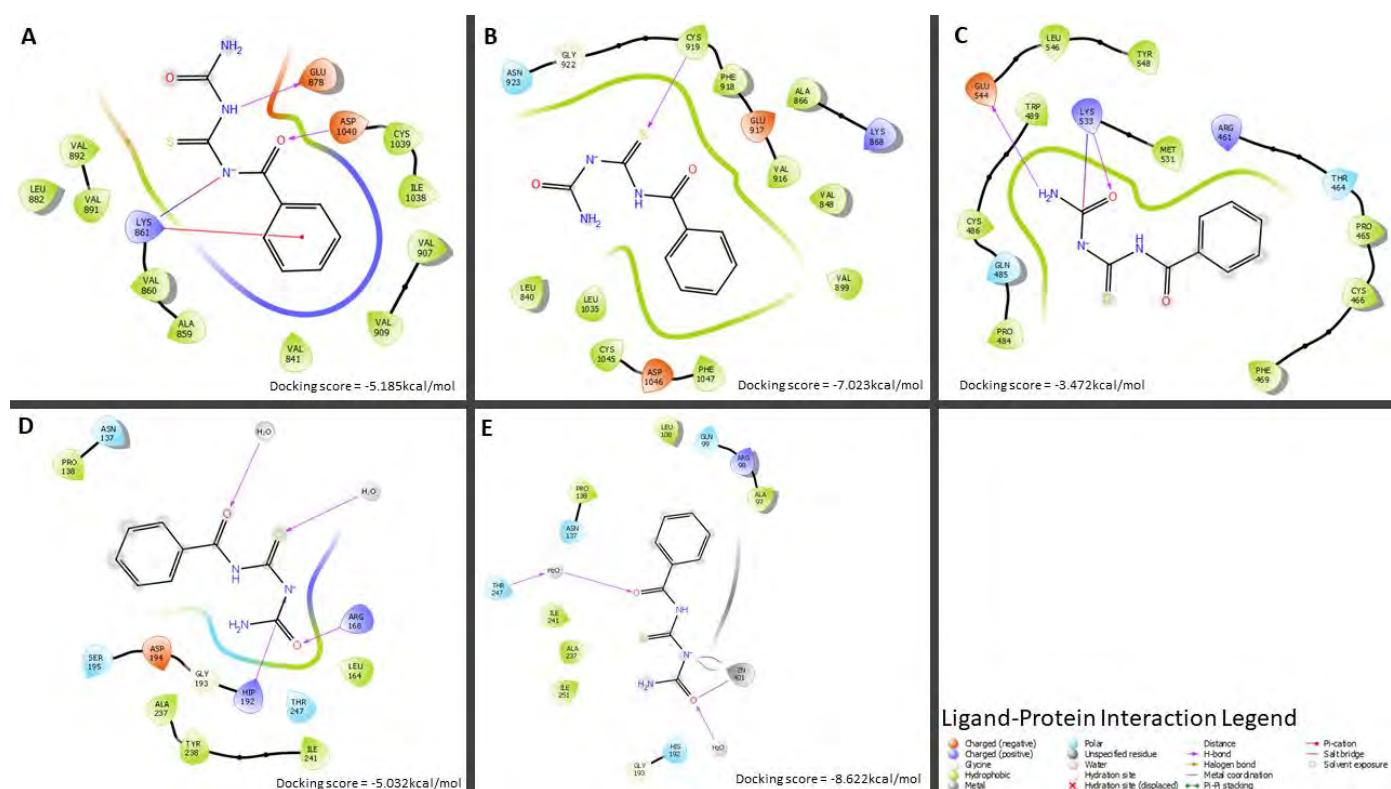 A
NH₂
O
NH
S
N⁻
O
GLU
878
ASP
1040
CYS
1039
ILE
1038
VAL
892
LEU
882
VAL
891
LYS
861
VAL
860
ALA
859
VAL
841
VAL
907
VAL
909
Docking score = -5.185kcal/mol
B
ASN
923
GLY
922
CYS
919
PHE
918
GLU
917
VAL
916
ALA
866
LYS
868
VAL
848
VAL
899
S
N⁻
O
O
NH
NH₂
LEU
840
LEU
1035
CYS
1045
ASP
1046
PHE
1047
Docking score = -7.023kcal/mol
C
LEU
546
TYR
548
GLU
544
TRP
489
LYS
533
MET
531
ARG
461
THR
464
PRO
465
CYS
466
PHE
469
CYS
486
GLN
485
PRO
484
H₂N
O
N⁻
H
N
S
O
Docking score = -3.472kcal/mol
D
ASN
137
PRO
138
H₂O
H₂O
O
S
NH
N⁻
H₂N
O
ARG
168
LEU
164
SER
195
ASP
194
GLY
193
HIP
192
THR
247
ALA
237
TYR
238
ILE
241
Docking score = -5.032kcal/mol
E
LEU
108
GLN
99
ARG
98
ALA
97
PRO
138
ASN
137
THR
247
H2O
O
NH
S
N⁻
H₂N
O
ZN
401
ILE
241
ALA
237
ILE
251
GLY
193
HIS
192
H2O
Docking score = -8.622kcal/mol
Ligand-Protein Interaction Legend
Charged (negative)
Charged (positive)
Glycine
Hydrophobic
Metal
Polar
Unspecified residue
Water
Hydration site
Hydration site (displaced)
Distance
H-bond
Halogen bond
Metal coordination
Pi-Pi stacking
Pi-cation
Salt bridge
Solvent exposure